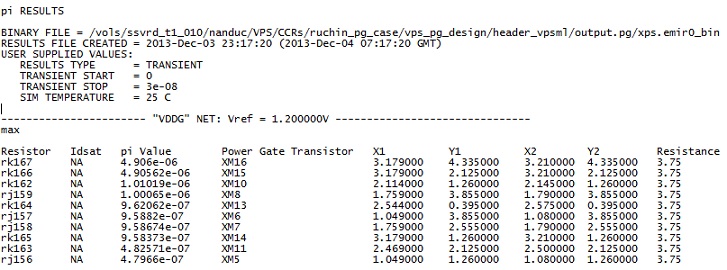 pi RESULTS
BINARY FILE = /vols/ssvrd_t1_010/nanduc/VPS/CCRs/ruchin_pg_case/vps_pg_design/header_vpsml/output.pg/xps.emir0_bin
RESULTS FILE CREATED = 2013-Dec-03 23:17:20 (2013-Dec-04 07:17:20 GMT)
USER SUPPLIED VALUES:
RESULTS TYPE = TRANSIENT
TRANSIENT START = 0
TRANSIENT STOP = 3e-08
SIM TEMPERATURE = 25 C
---------------------- "VDDG" NET: Vref = 1.200000V ------------------------------
max
Resistor Idsat pi Value Power Gate Transistor X1 Y1 X2 Y2 Resistance
rk167 NA 4.906e-06 XM16 3.179000 4.335000 3.210000 4.335000 3.75
rk166 NA 4.90562e-06 XM15 3.179000 2.125000 3.210000 2.125000 3.75
rk162 NA 1.01019e-06 XM10 2.114000 1.260000 2.145000 1.260000 3.75
rj159 NA 1.00065e-06 XM8 1.759000 3.855000 1.790000 3.855000 3.75
rk164 NA 9.62062e-07 XM13 2.544000 0.395000 2.575000 0.395000 3.75
rj157 NA 9.5882e-07 XM6 1.049000 3.855000 1.080000 3.855000 3.75
rj158 NA 9.58674e-07 XM7 1.759000 2.555000 1.790000 2.555000 3.75
rk165 NA 9.58373e-07 XM14 3.179000 1.260000 3.210000 1.260000 3.75
rk163 NA 4.82571e-07 XM11 2.469000 2.125000 2.500000 2.125000 3.75
rj156 NA 4.7966e-07 XM5 1.049000 1.260000 1.080000 1.260000 3.75